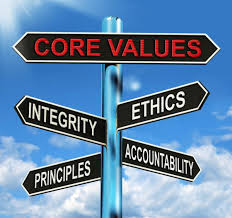 CORE VALUES
INTEGRITY
ETHICS
PRINCIPLES
ACCOUNTABILITY